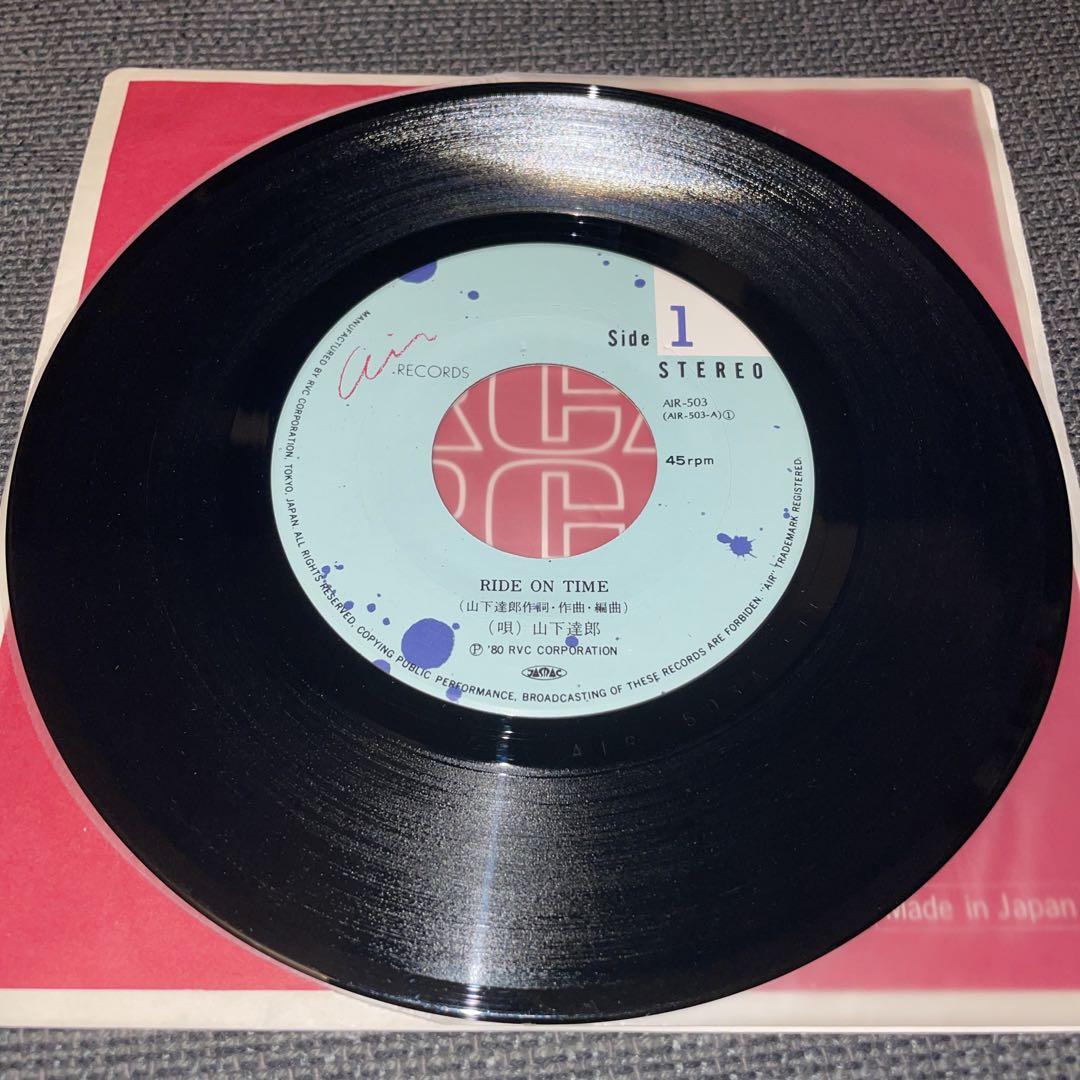 air
RECORDS
Side 1
STEREO
AIR-503
(AIR-503-A)①
45rpm
RIDE ON TIME
(山下達郎作詞・作曲・編曲)
(唄) 山下達郎
Ⓟ '80 RVC CORPORATION
JASRAC
MANUFACTURED BY RVC CORPORATION, TOKYO, JAPAN. ALL RIGHTS RESERVED, COPYING PUBLIC PERFORMANCE, BROADCASTING OF THESE RECORDS ARE FORBIDDEN. "AIR" TRADEMARK REGISTERED.
Made in Japan